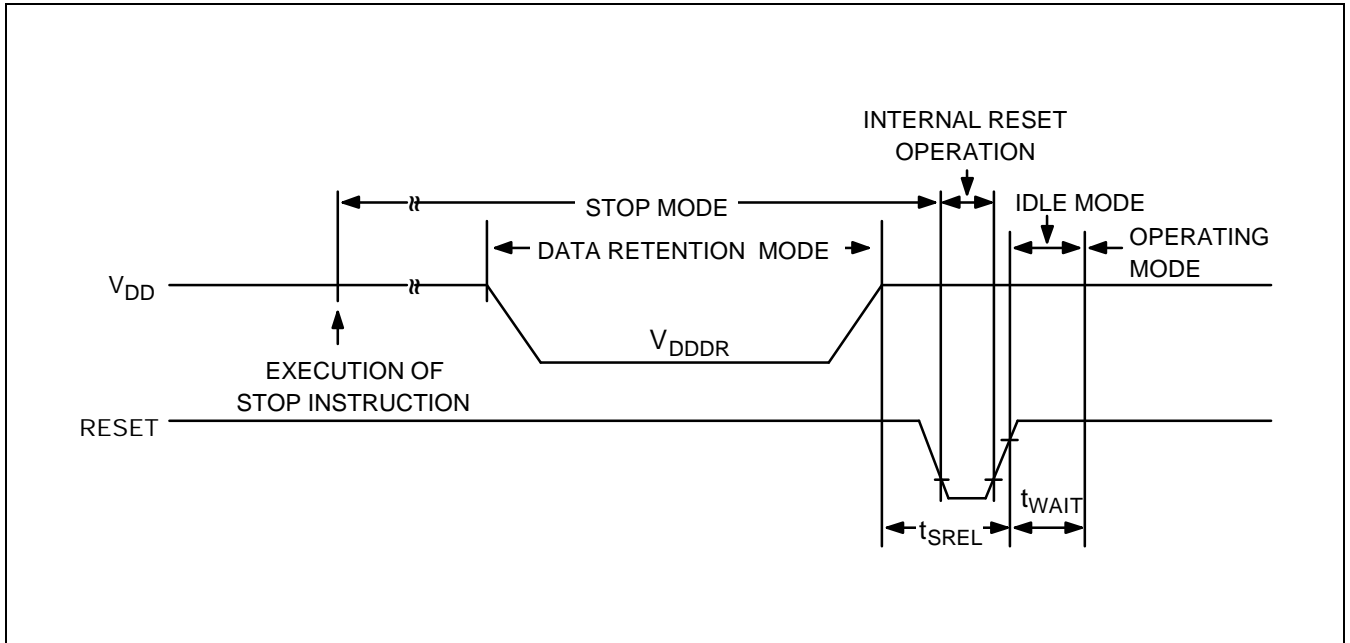 INTERNAL RESET
OPERATION
STOP MODE
IDLE MODE
DATA RETENTION MODE
OPERATING
MODE
VDD
VDDDR
EXECUTION OF
STOP INSTRUCTION
RESET
tWAIT
tSREL